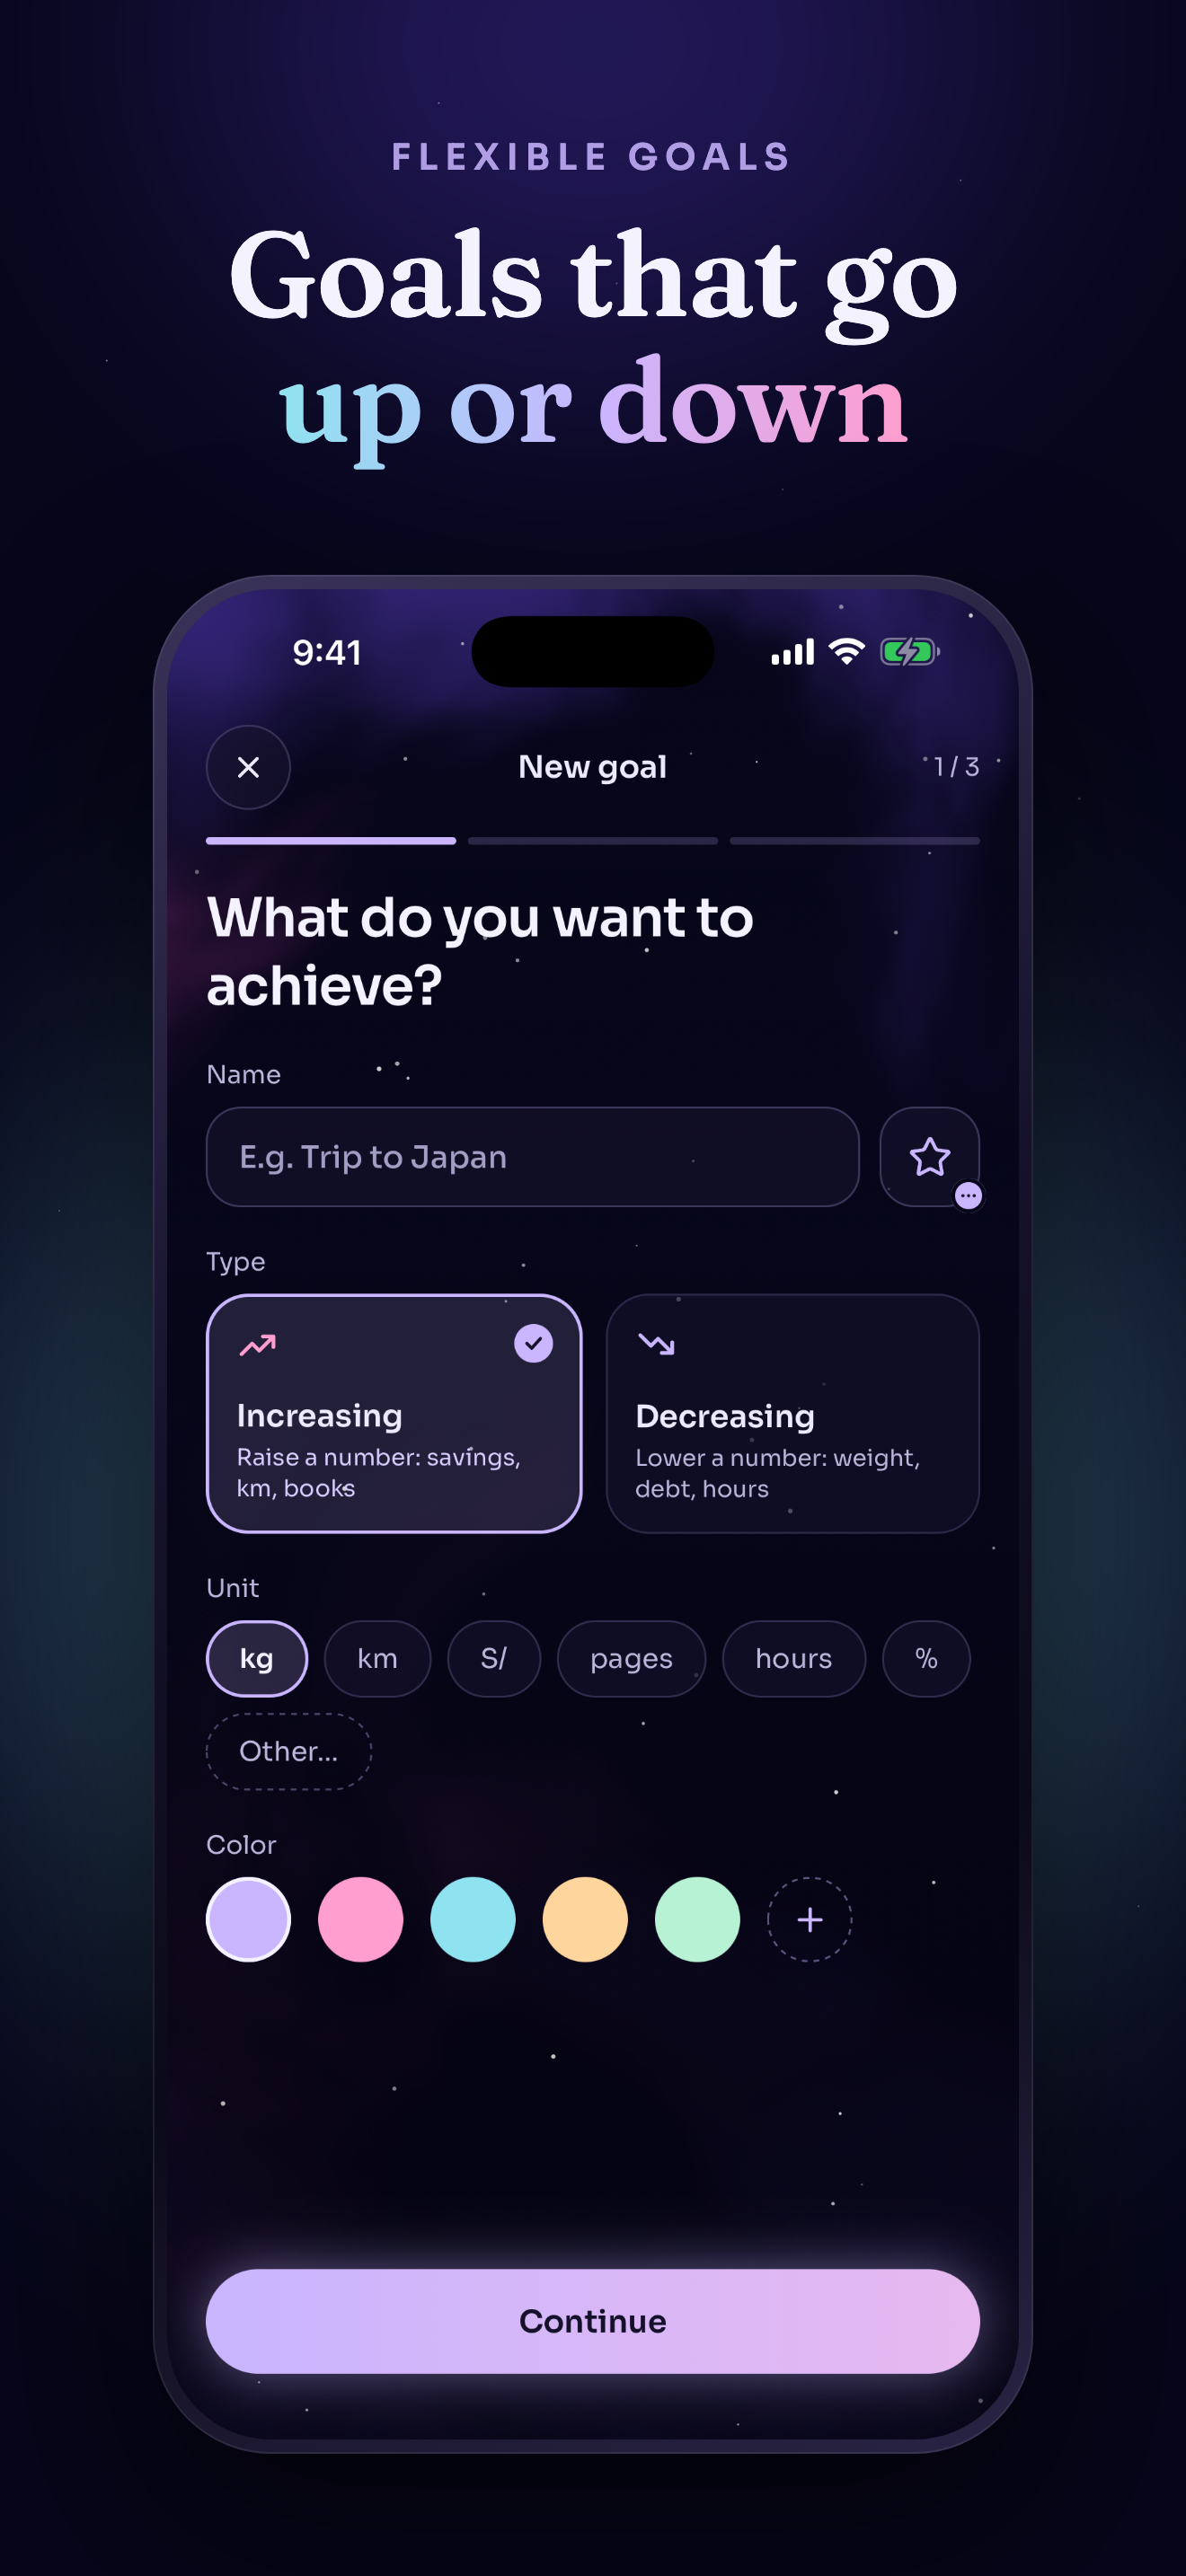 FLEXIBLE GOALS
Goals that go
up or down
9:41
New goal
1 / 3
What do you want to
achieve?
Name
E.g. Trip to Japan
Type
Increasing
Raise a number: savings,
km, books
Decreasing
Lower a number: weight,
debt, hours
Unit
kg
km
S/
pages
hours
%
Other...
Color
Continue